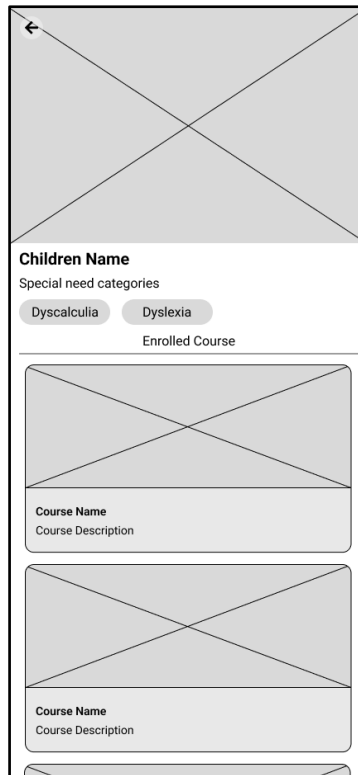 Children Name
Special need categories
Dyscalculia Dyslexia
Enrolled Course
Course Name
Course Description
Course Name
Course Description